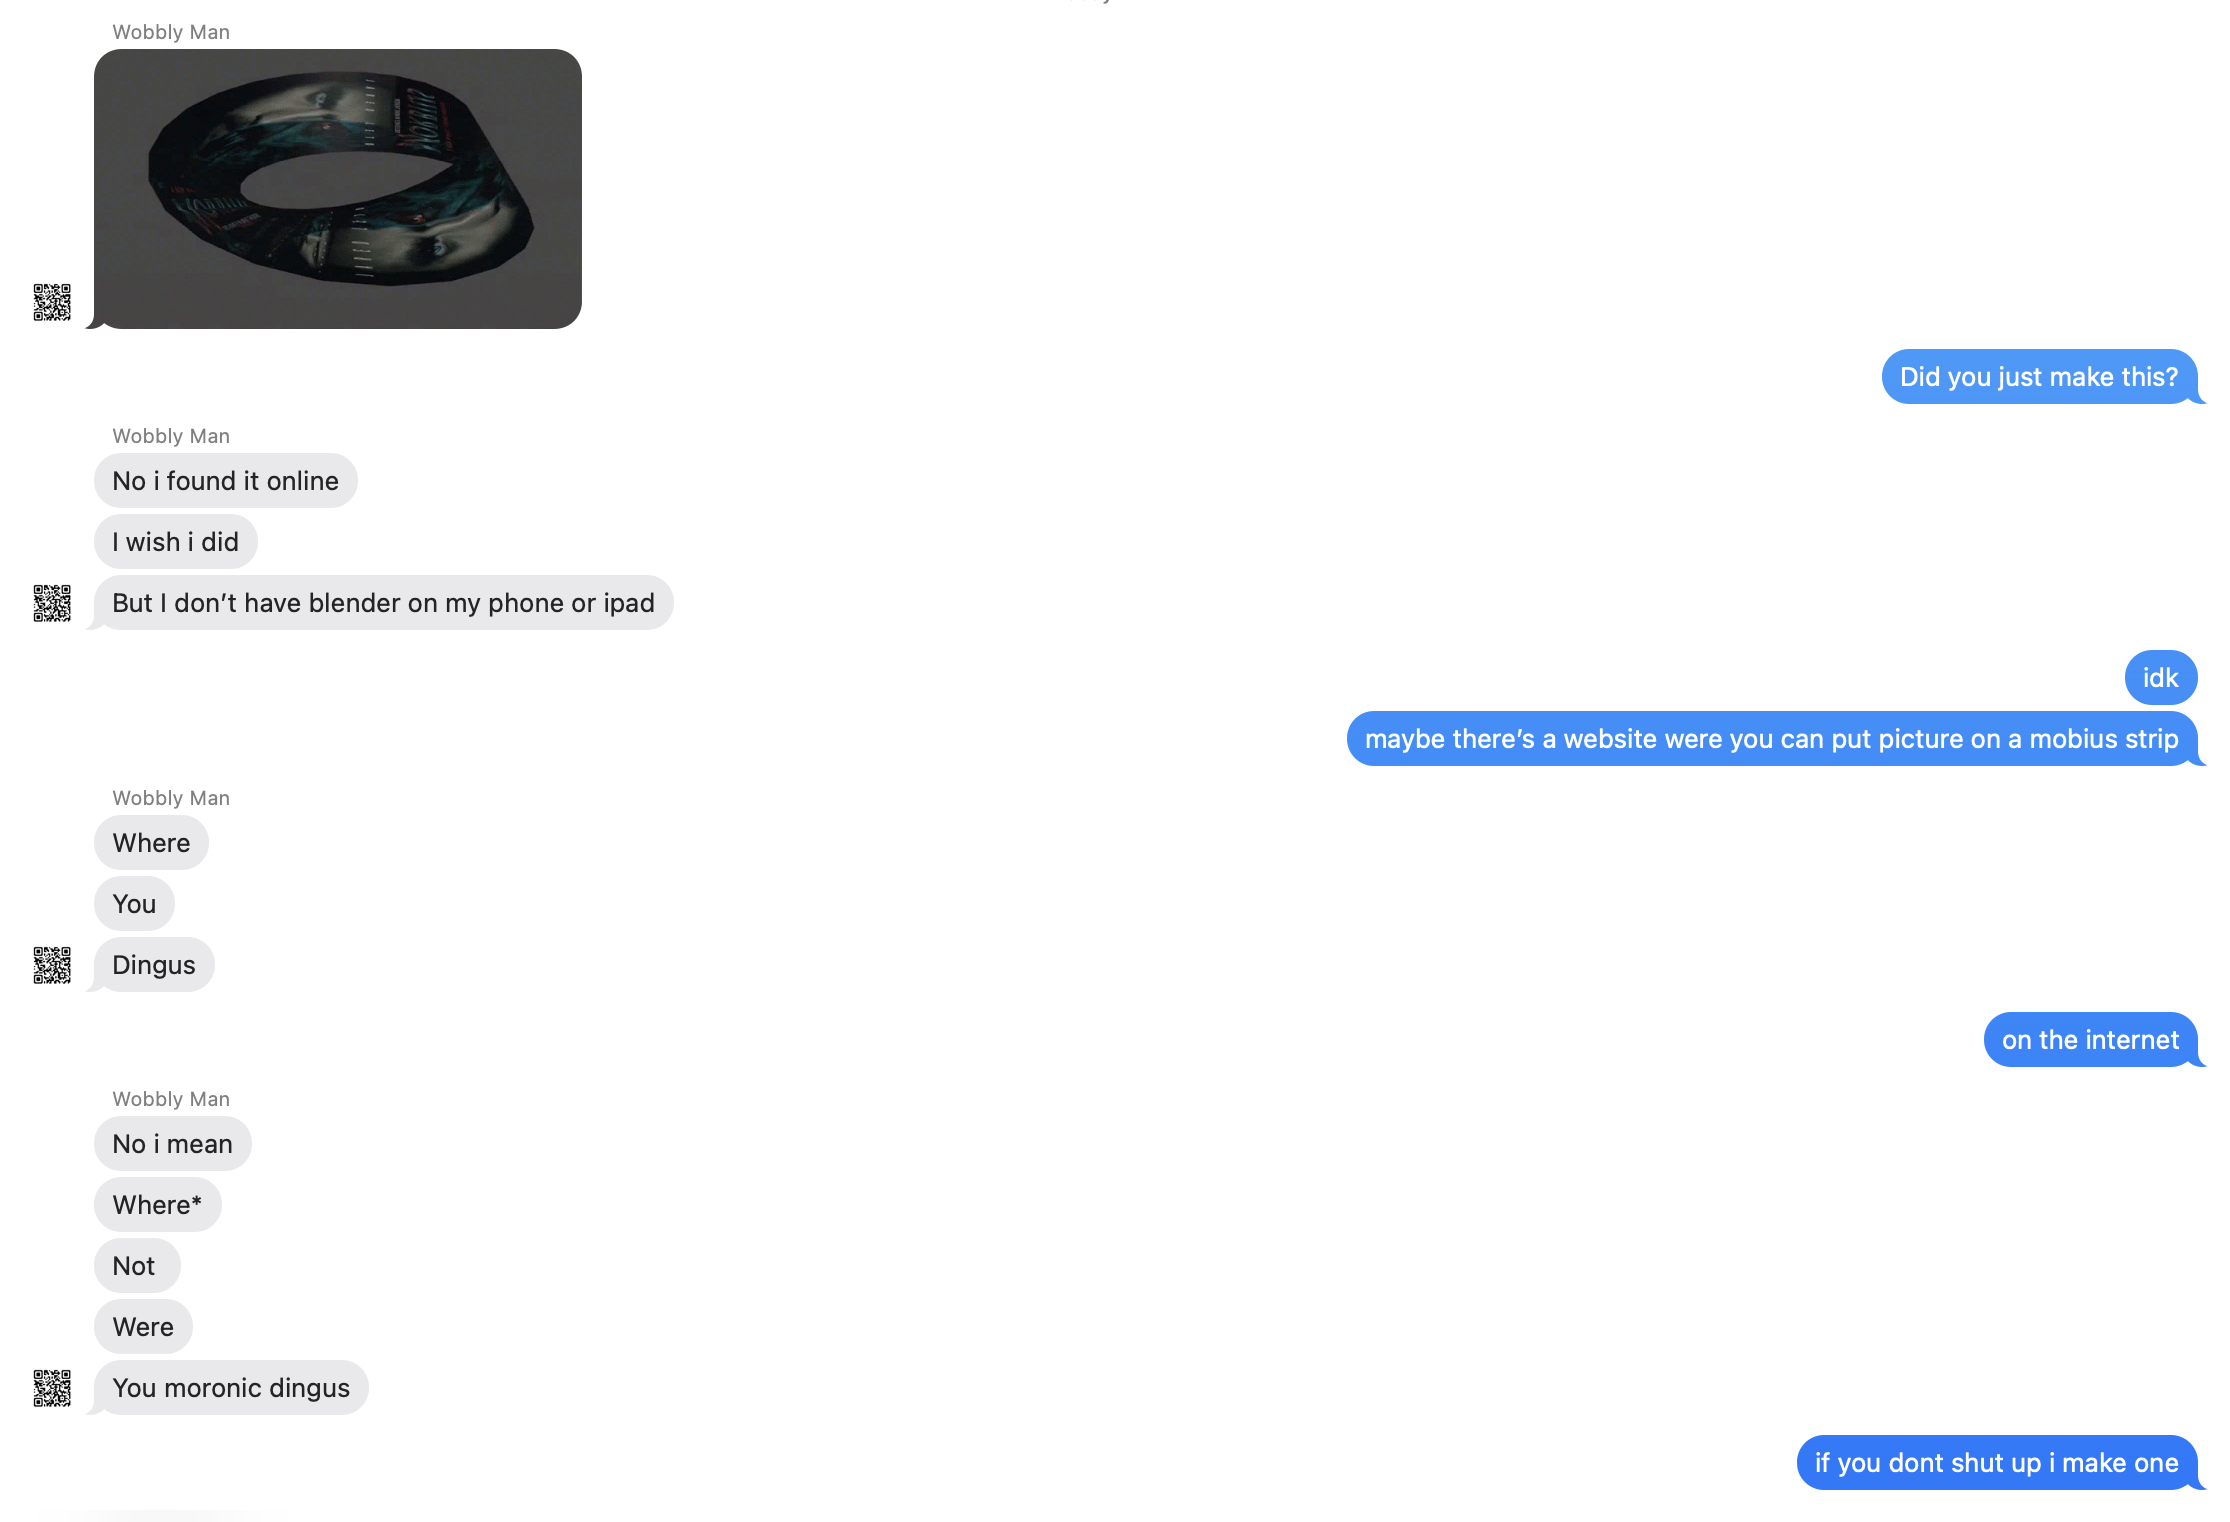 Wobbly Man
Did you just make this?
Wobbly Man
No i found it online
I wish i did
But I don’t have blender on my phone or ipad
idk
maybe there’s a website were you can put picture on a mobius strip
Wobbly Man
Where
You
Dingus
on the internet
Wobbly Man
No i mean
Where*
Not
Were
You moronic dingus
if you dont shut up i make one